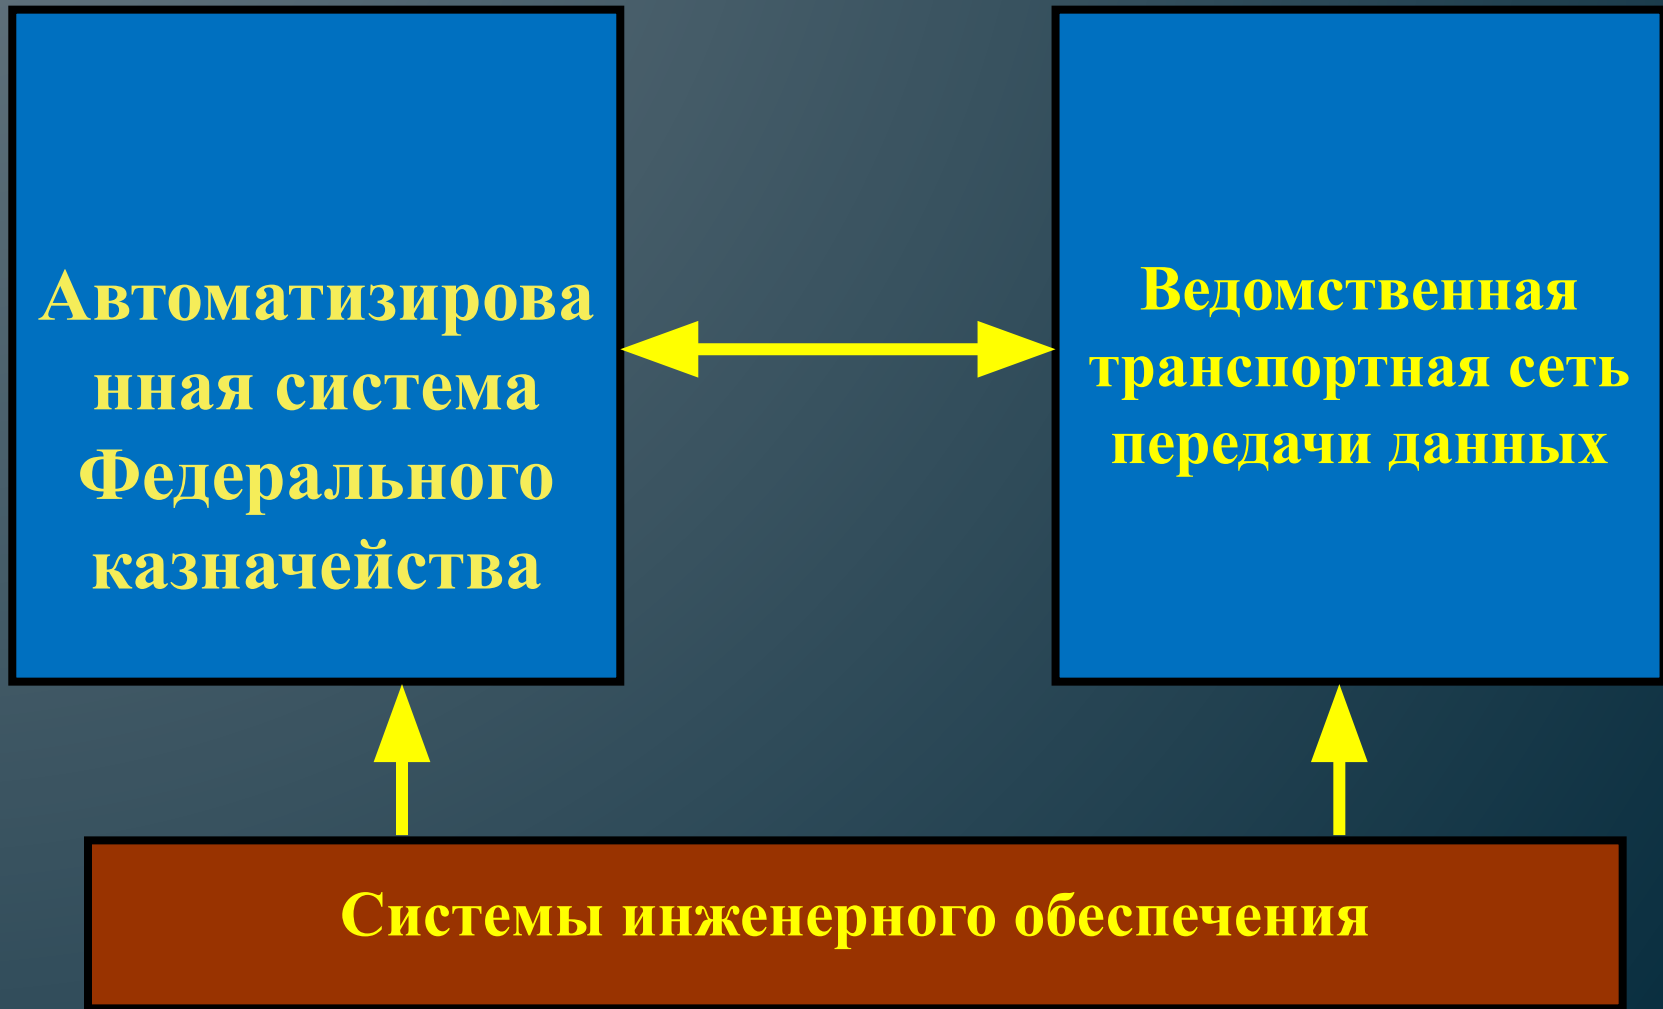 Автоматизирова
нная система
Федерального
казначейства
Ведомственная
транспортная сеть
передачи данных
Системы инженерного обеспечения